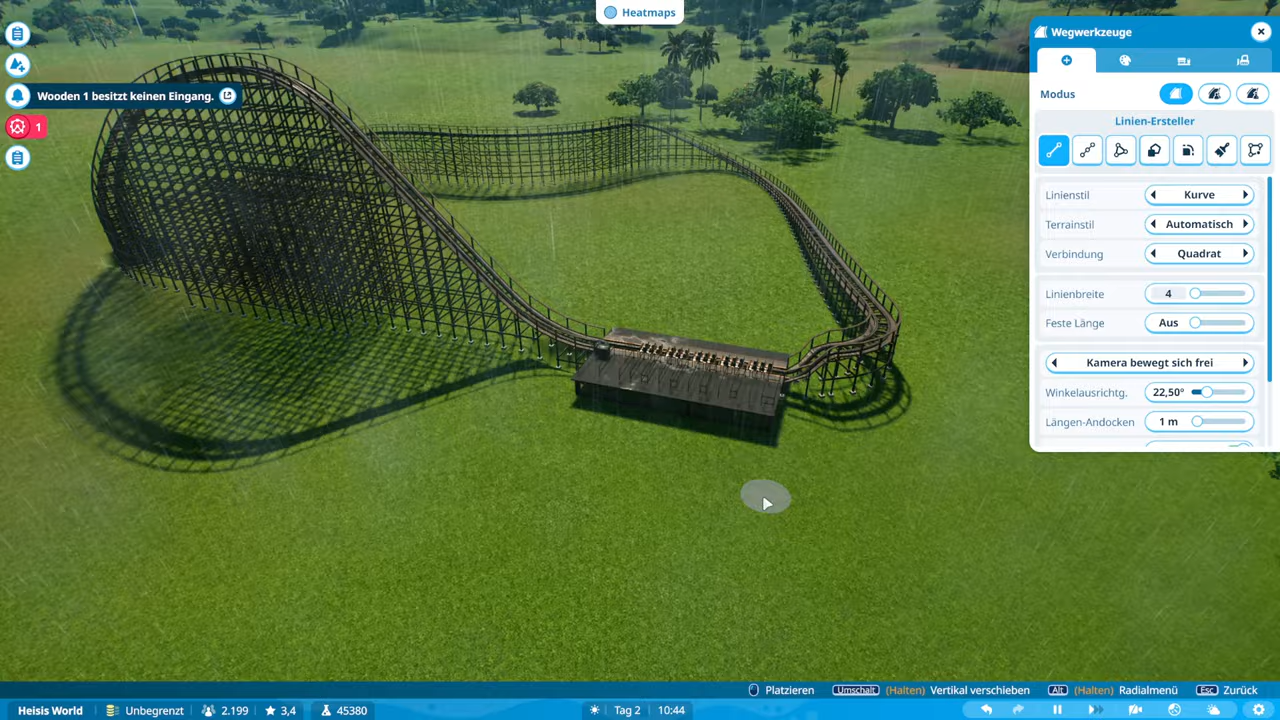 Heatmaps
Wegwerkzeuge
Wooden 1 besitzt keinen Eingang.
Modus
1
Linien-Ersteller
Linienstil
Kurve
Terrainstil
Automatisch
Verbindung
Quadrat
Linienbreite
4
Feste Länge
Aus
Kamera bewegt sich frei
Winkelausrichtg.
22,50°
Längen-Andocken
1 m
Platzieren
Umschalt (Halten) Vertikal verschieben
Alt (Halten) Radialmenü
Esc Zurück
Heisis World
Unbegrenzt
2.199
3,4
45380
Tag 2
10:44